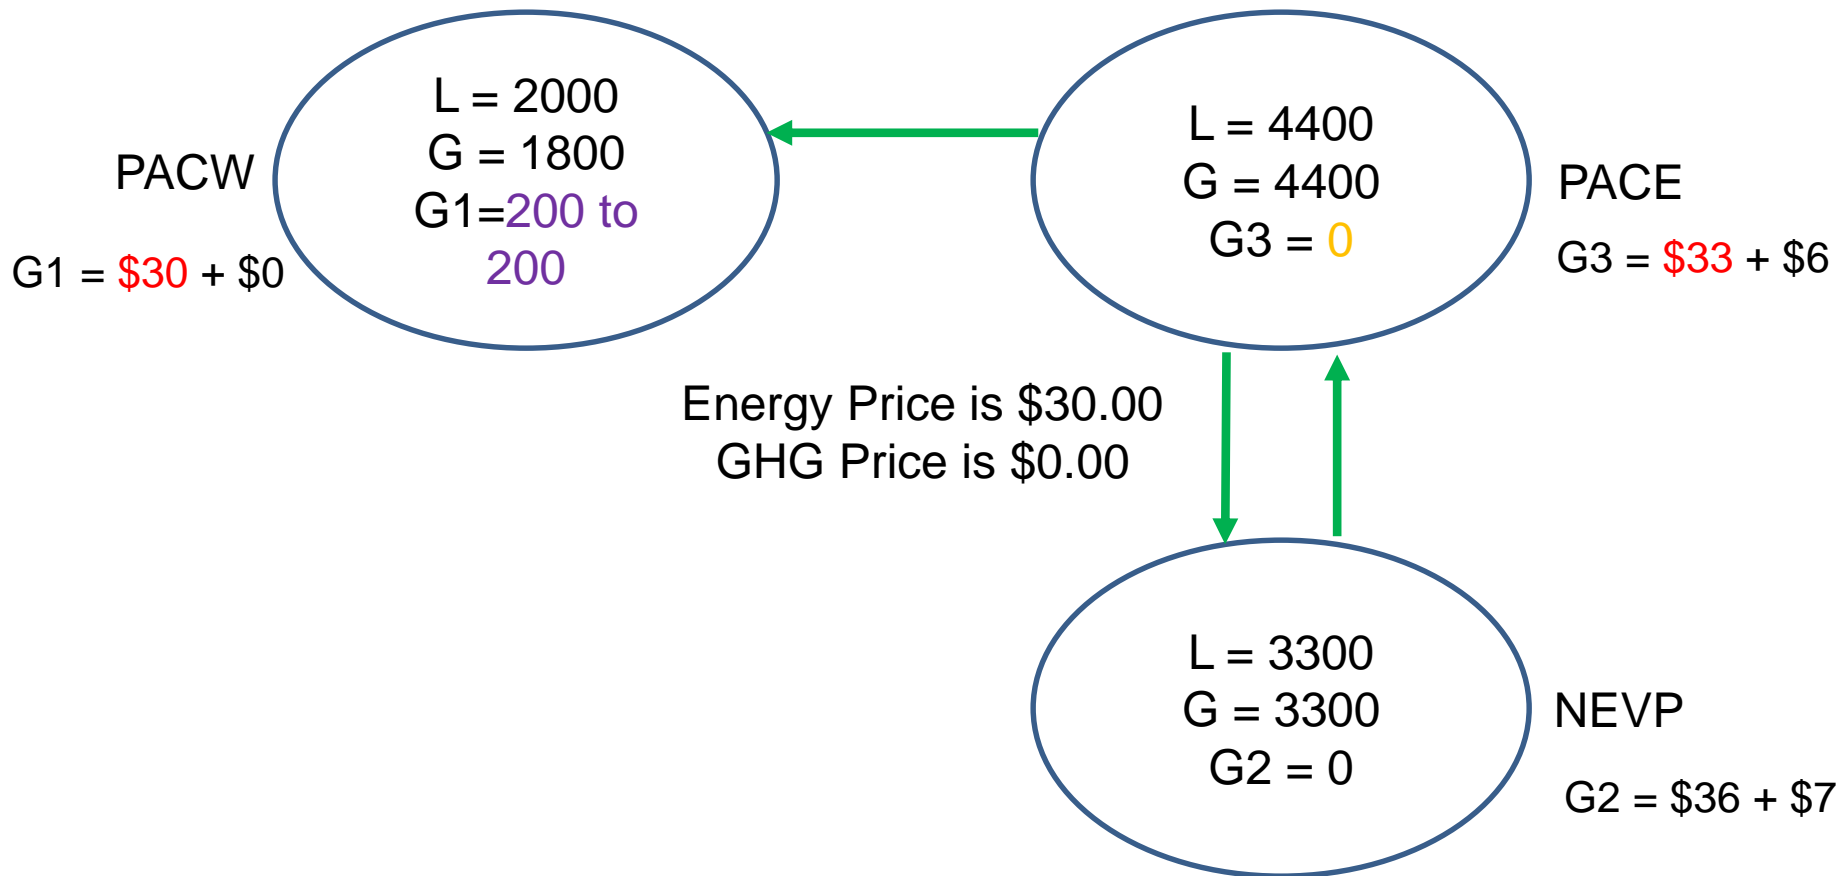 PACW
G1 = $30 + $0
L = 2000
G = 1800
G1=200 to
200
L = 4400
G = 4400
G3 = 0
PACE
G3 = $33 + $6
Energy Price is $30.00
GHG Price is $0.00
L = 3300
G = 3300
G2 = 0
NEVP
G2 = $36 + $7